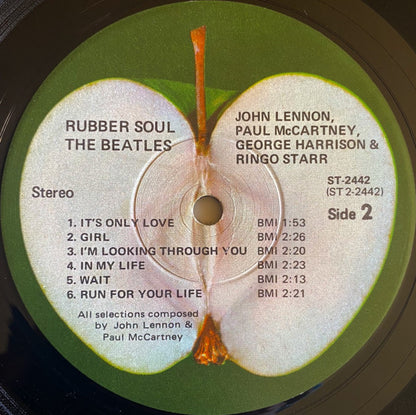 RUBBER SOUL
THE BEATLES
JOHN LENNON,
PAUL McCARTNEY,
GEORGE HARRISON &
RINGO STARR
Stereo
ST-2442
(ST 2-2442)
Side 2
1. IT'S ONLY LOVE BMI 1:53
2. GIRL BMI 2:26
3. I'M LOOKING THROUGH YOU BMI 2:20
4. IN MY LIFE BMI 2:23
5. WAIT BMI 2:13
6. RUN FOR YOUR LIFE BMI 2:21
All selections composed
by John Lennon &
Paul McCartney